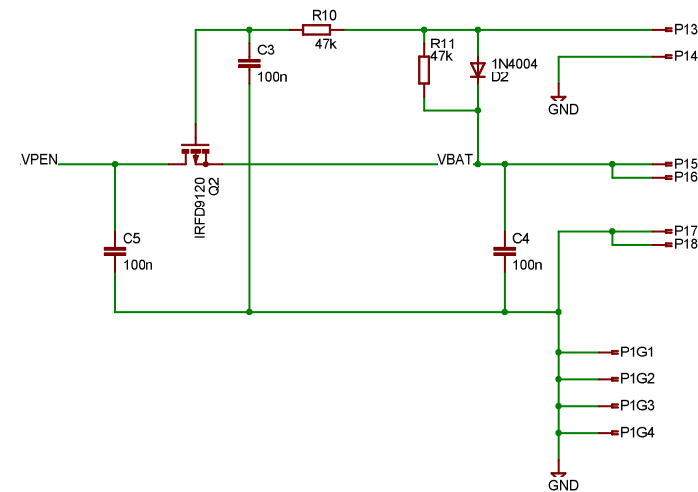 R10
47k
P13
C3
100n
R11
47k
1N4004
D2
P14
GND
VPEN
VBAT
P15
P16
IRFD9120
Q2
C5
100n
C4
100n
P17
P18
P1G1
P1G2
P1G3
P1G4
GND